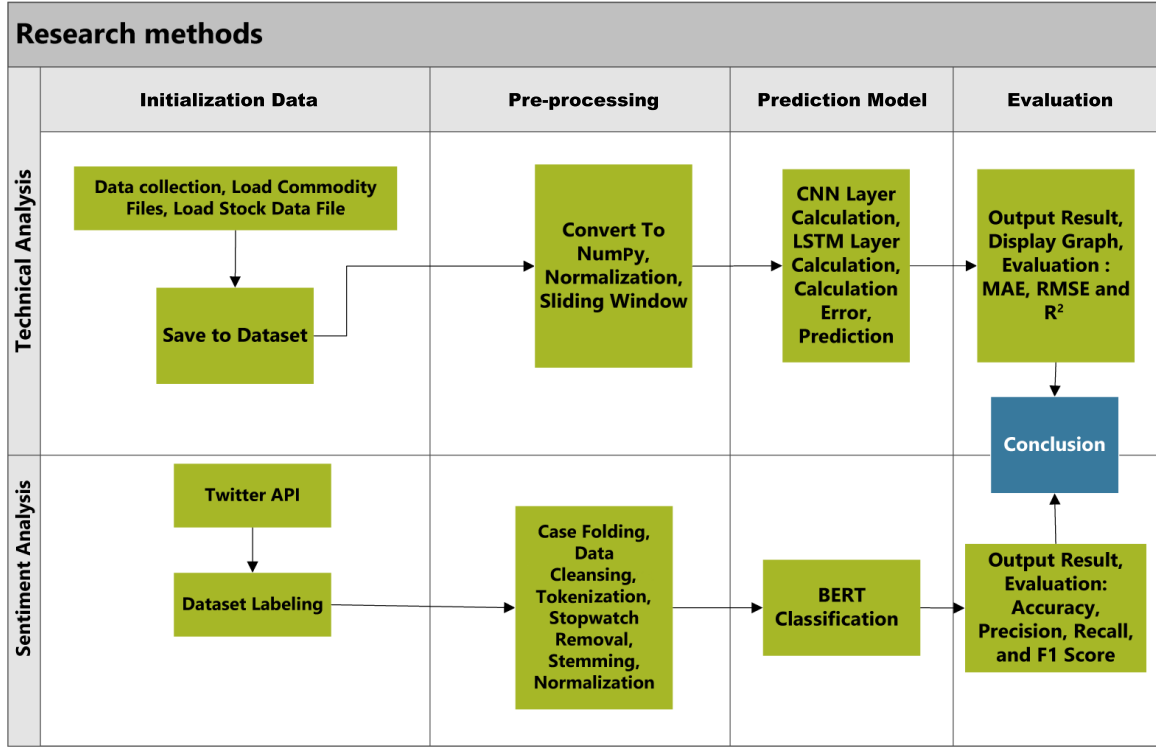 Research methods
Initialization Data
Pre-processing
Prediction Model
Evaluation
Technical Analysis
Data collection, Load Commodity
Files, Load Stock Data File
Save to Dataset
Convert To
NumPy,
Normalization,
Sliding Window
CNN Layer
Calculation,
LSTM Layer
Calculation,
Calculation
Error,
Prediction
Output Result,
Display Graph,
Evaluation :
MAE, RMSE and
R²
Conclusion
Sentiment Analysis
Twitter API
Dataset Labeling
Case Folding,
Data
Cleansing,
Tokenization,
Stopwatch
Removal,
Stemming,
Normalization
BERT
Classification
Output Result,
Evaluation:
Accuracy,
Precision, Recall,
and F1 Score